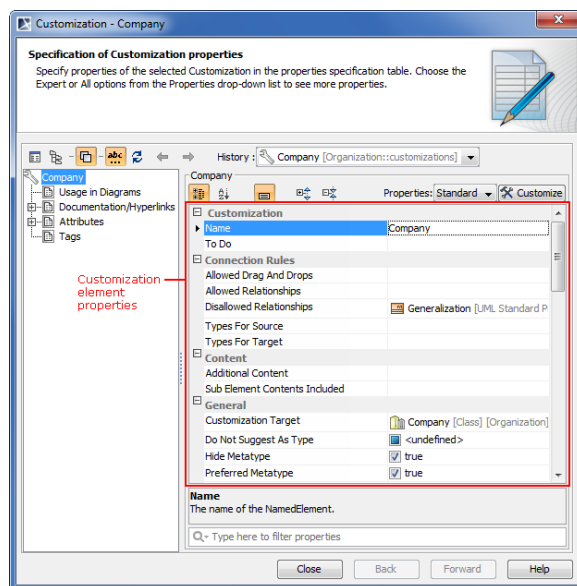 Customization - Company
Specification of Customization properties
Specify properties of the selected Customization in the properties specification table. Choose the
Expert or All options from the Properties drop-down list to see more properties.
History : Company [Organization::customizations]
Company
Usage in Diagrams
Documentation/Hyperlinks
Attributes
Tags
Customization
element
properties
Company
Properties: Standard Customize
Customization
Name Company
To Do
Connection Rules
Allowed Drag And Drops
Allowed Relationships
Disallowed Relationships Generalization [UML Standard P
Types For Source
Types For Target
Content
Additional Content
Sub Element Contents Included
General
Customization Target Company [Class] [Organization]
Do Not Suggest As Type <undefined>
Hide Metatype true
Preferred Metatype true
Name
The name of the NamedElement.
Type here to filter properties
Close Back Forward Help